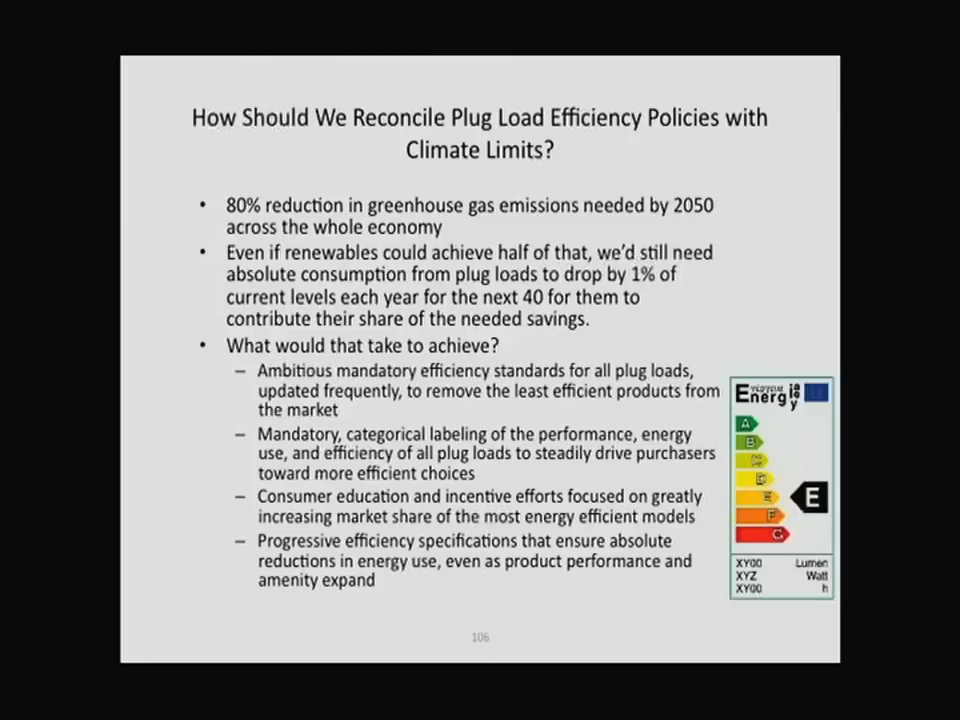 How Should We Reconcile Plug Load Efficiency Policies with
Climate Limits?
• 80% reduction in greenhouse gas emissions needed by 2050
across the whole economy
• Even if renewables could achieve half of that, we'd still need
absolute consumption from plug loads to drop by 1% of
current levels each year for the next 40 for them to
contribute their share of the needed savings.
• What would that take to achieve?
– Ambitious mandatory efficiency standards for all plug loads,
updated frequently, to remove the least efficient products from
the market
– Mandatory, categorical labeling of the performance, energy
use, and efficiency of all plug loads to steadily drive purchasers
toward more efficient choices
– Consumer education and incentive efforts focused on greatly
increasing market share of the most energy efficient models
– Progressive efficiency specifications that ensure absolute
reductions in energy use, even as product performance and
amenity expand
Energ
y
A
B
D
E
F
G
E
XY00 Lumen
XYZ Watt
XY00 h
106